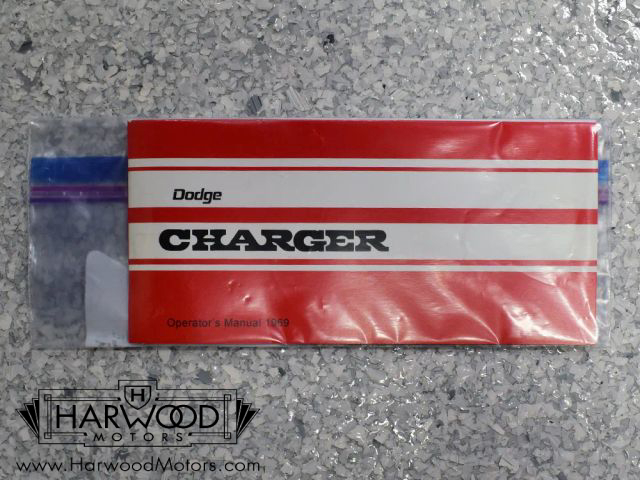 Dodge
CHARGER
Operator's Manual 1969
H
HARWOOD
MOTORS
www.HarwoodMotors.com